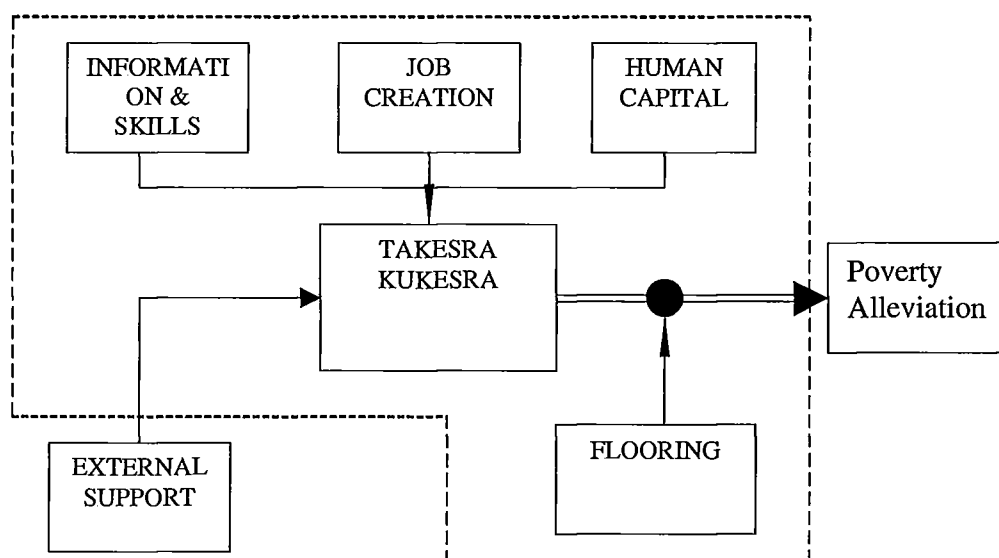 INFORMATI
ON &
SKILLS
JOB
CREATION
HUMAN
CAPITAL
TAKESRA
KUKESRA
Poverty
Alleviation
EXTERNAL
SUPPORT
FLOORING